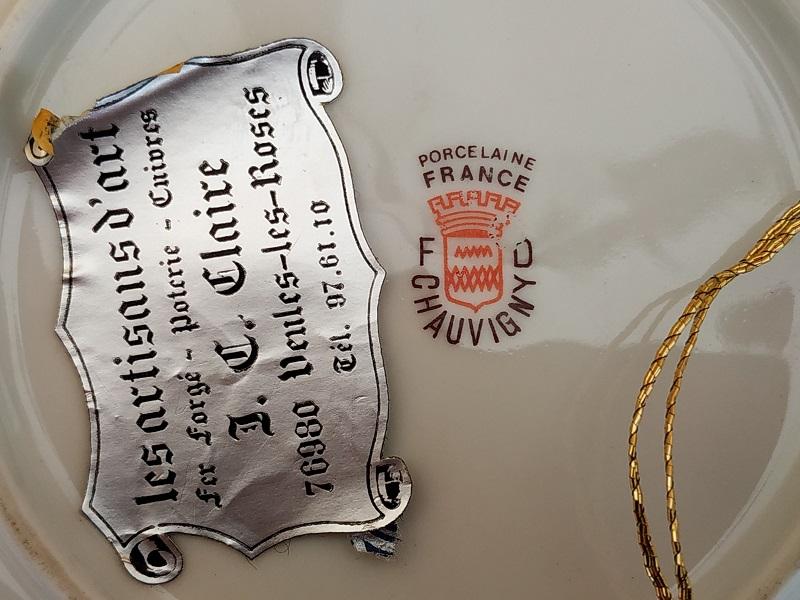 les artisans d'art
Fer Forgé - Poterie - Cuivres
J. C. Claire
76980 Veules-les-Roses
Tél. 97.61.10
PORCELAINE
FRANCE
F D
CHAUVIGNY